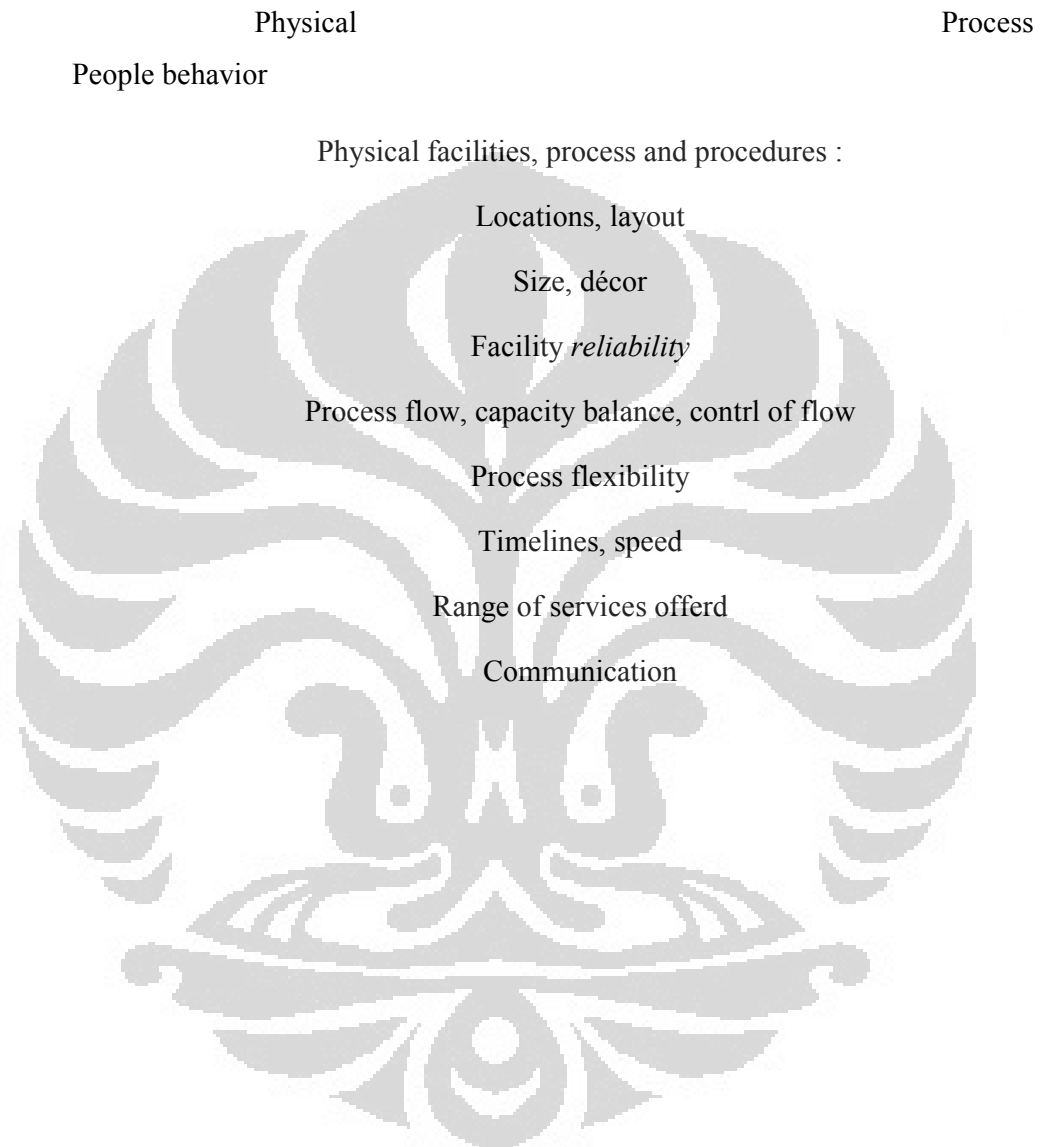 Physical Process
People behavior
Physical facilities, process and procedures :
Locations, layout
Size, décor
Facility reliability
Process flow, capacity balance, contrl of flow
Process flexibility
Timelines, speed
Range of services offerd
Communication